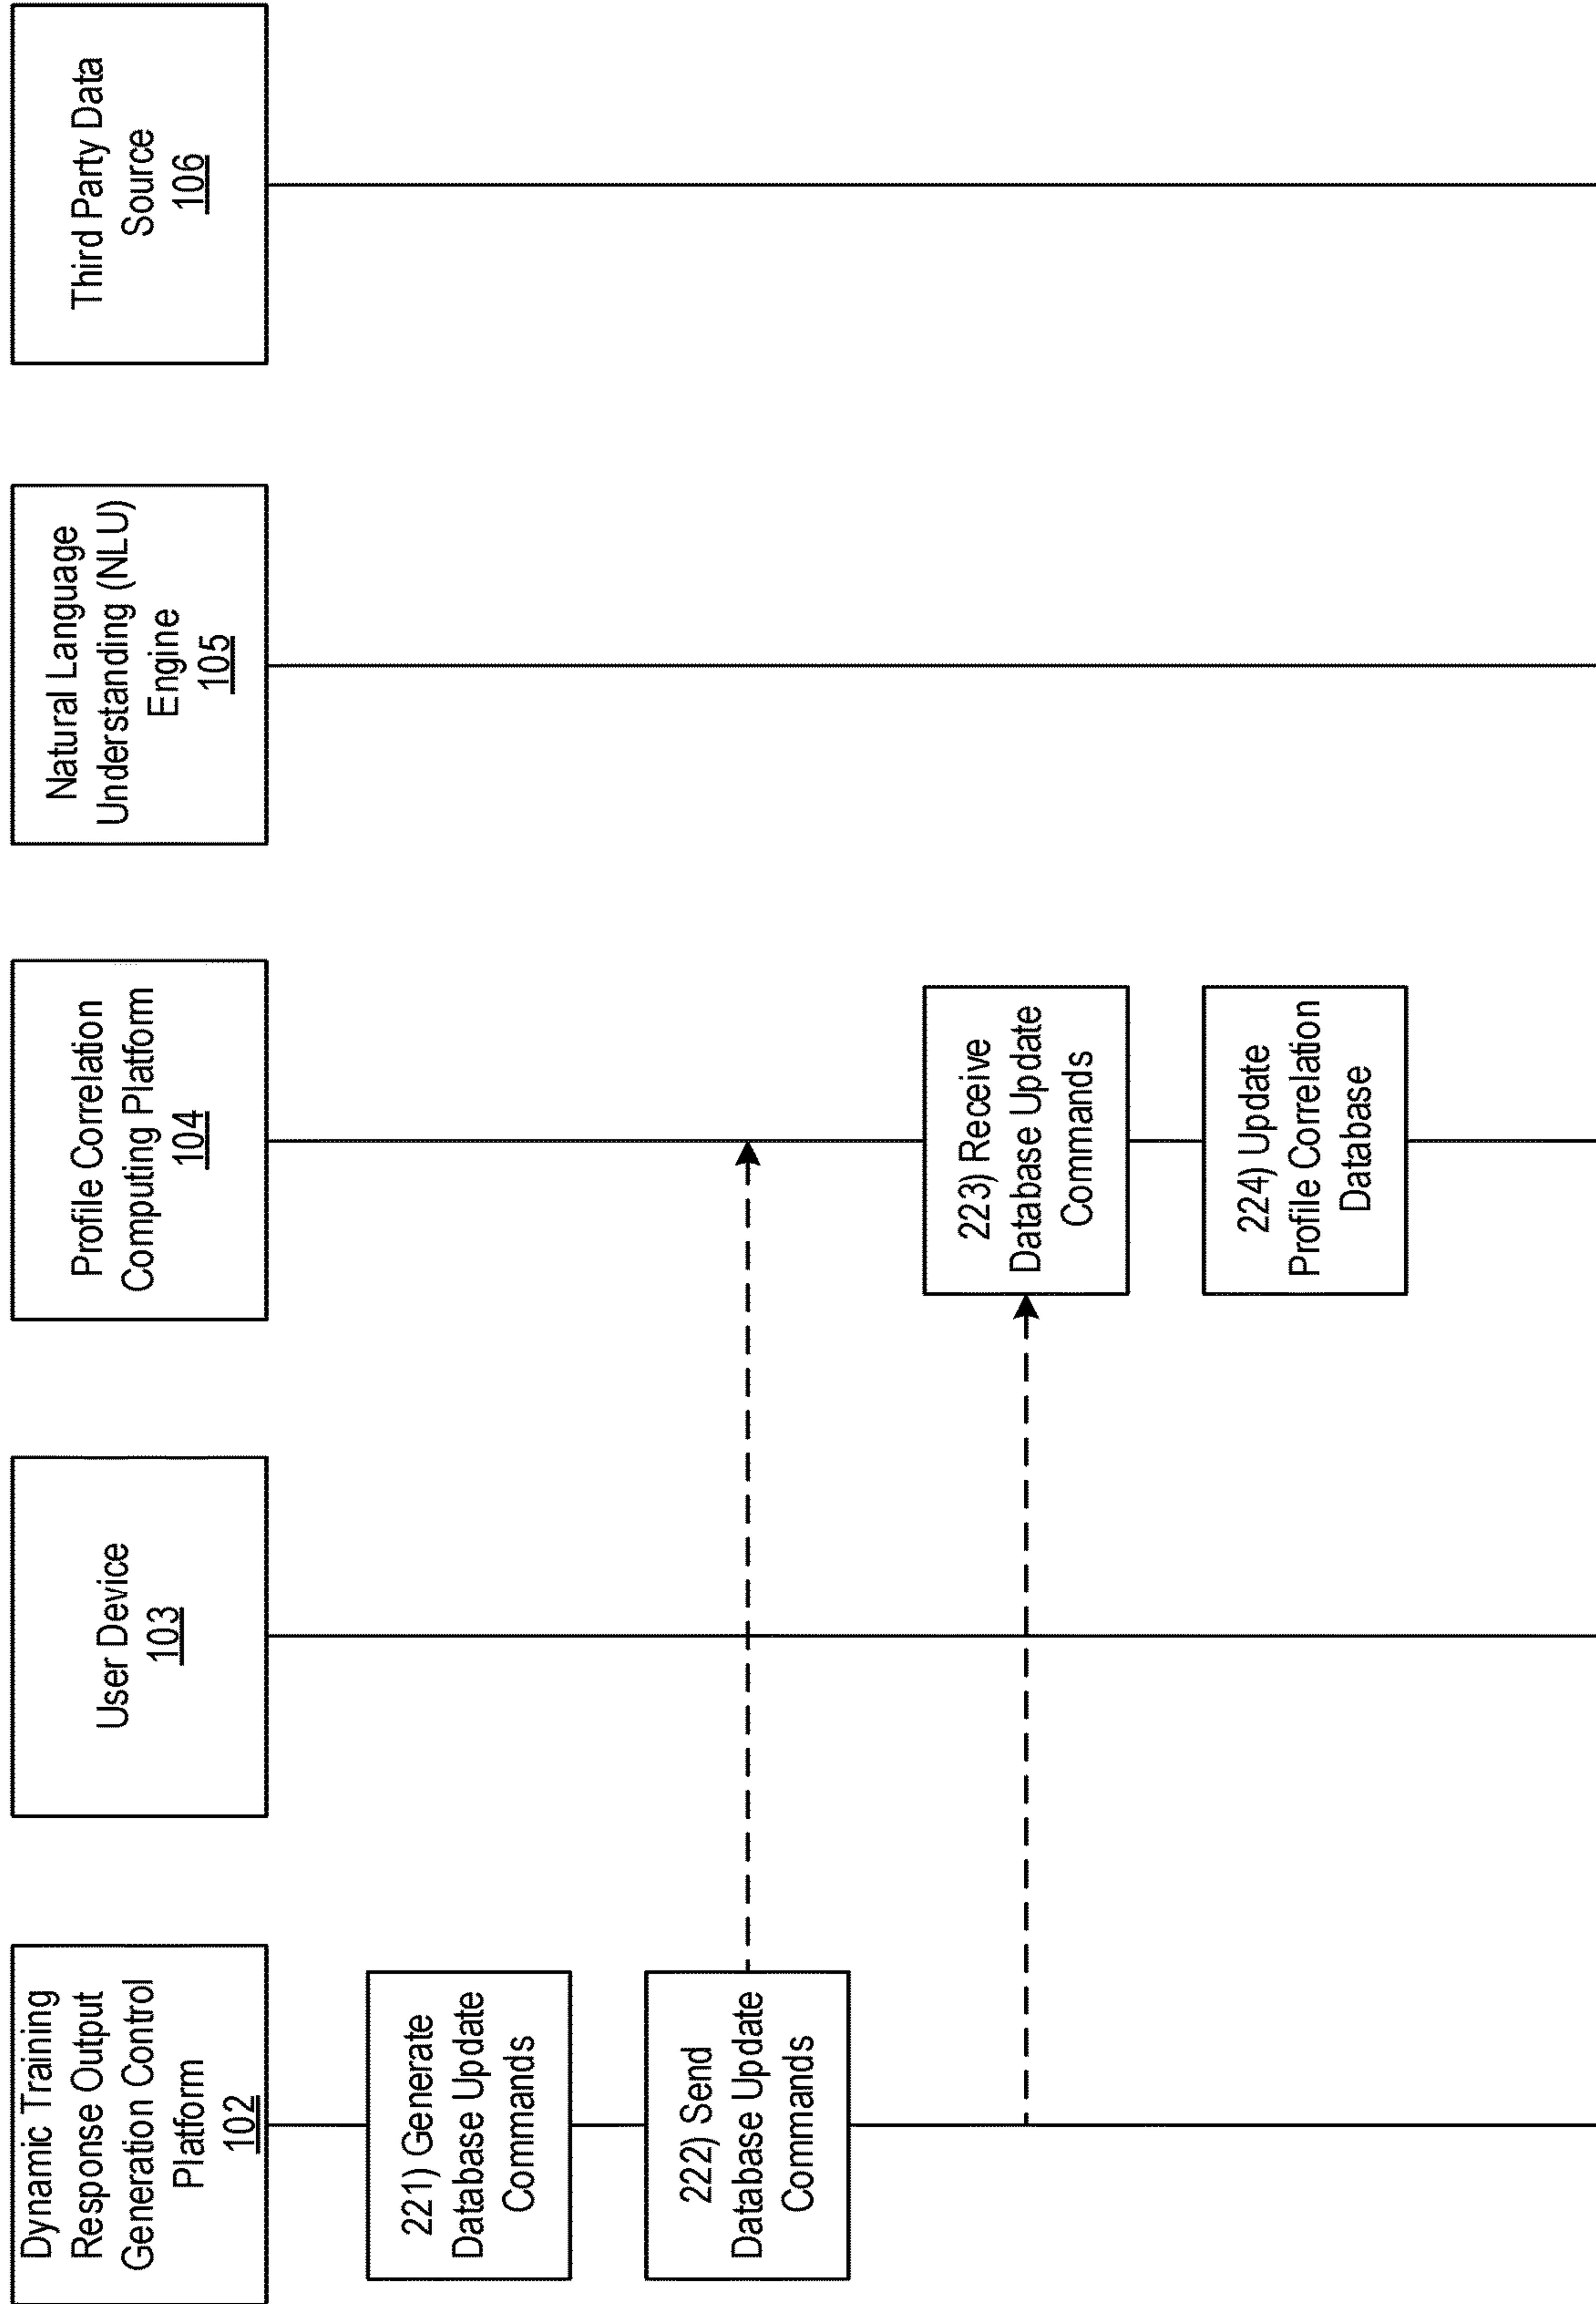 Dynamic Training
Response Output
Generation Control
Platform
102
User Device
103
Profile Correlation
Computing Platform
104
Natural Language
Understanding (NLU)
Engine
105
Third Party Data
Source
106
221) Generate
Database Update
Commands
222) Send
Database Update
Commands
223) Receive
Database Update
Commands
224) Update
Profile Correlation
Database